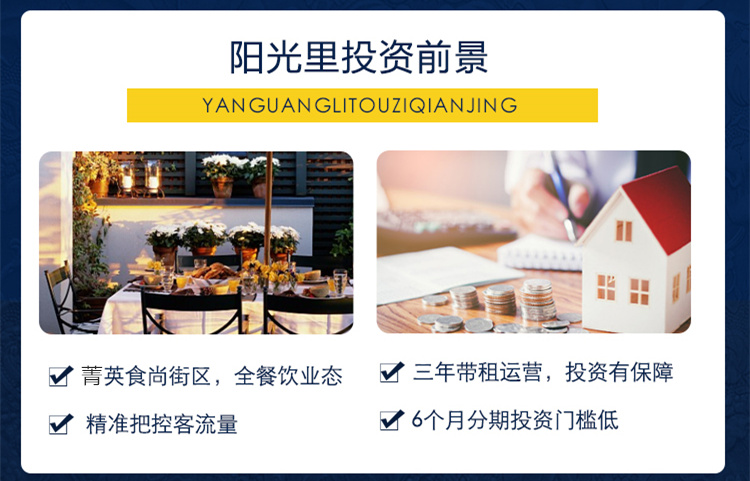 阳光里投资前景
YANGUANGLITOUZIQIANJING
菁英食尚街区，全餐饮业态
精准把控客流量
三年带租运营，投资有保障
6个月分期投资门槛低